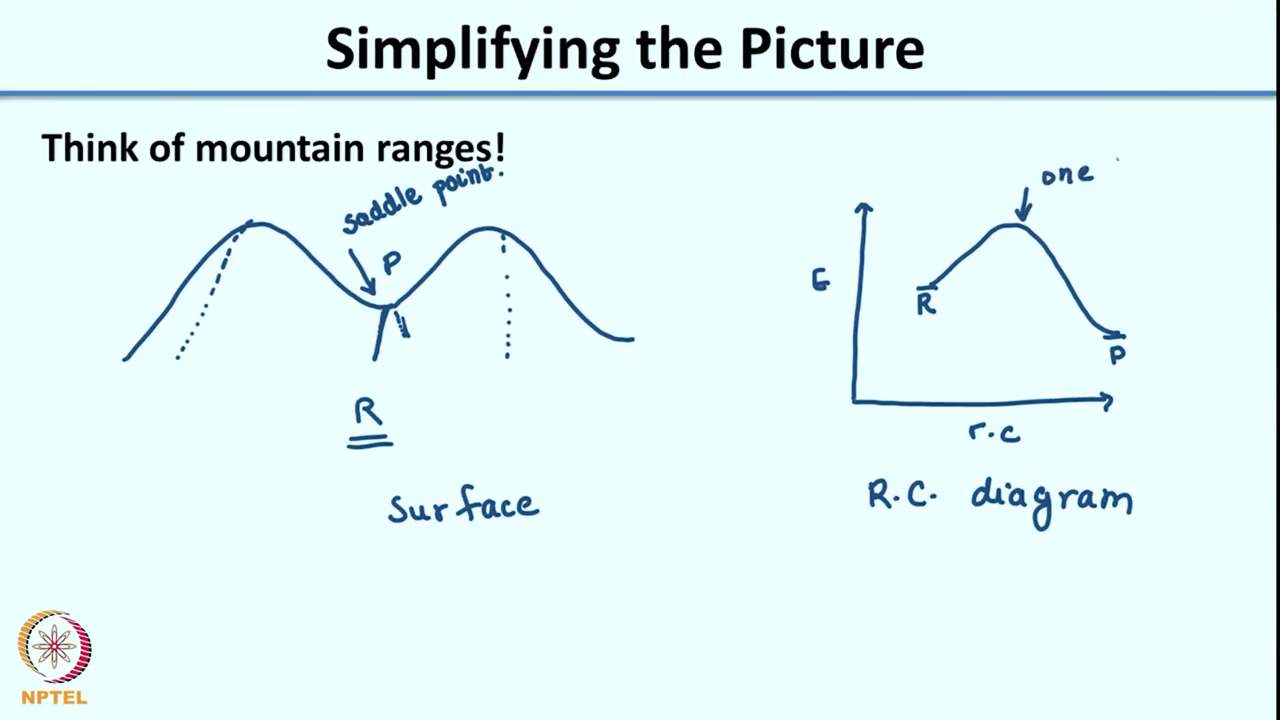 Simplifying the Picture
Think of mountain ranges!
saddle point.
P
R
surface
one
E
R
P
r.c
R.C. diagram
NPTEL